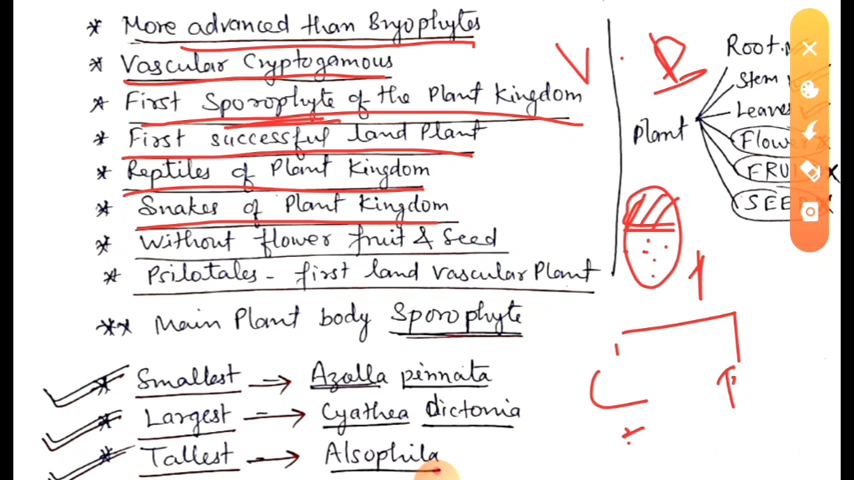 * More advanced than Bryophytes
* Vascular Cryptogamous
* First Sporophyte of the Plant Kingdom
* First successful land Plant
* Reptiles of Plant Kingdom
* Snakes of Plant Kingdom
* Without flower fruit & Seed
* Psilotales - first land vascular Plant
** Main Plant body Sporophyte
* Smallest → Azolla pinnata
* Largest → Cyathea dictonia
* Tallest → Alsophila
V. P
Plant
Root
Stem
Leaves
Flow
FRU
SEE